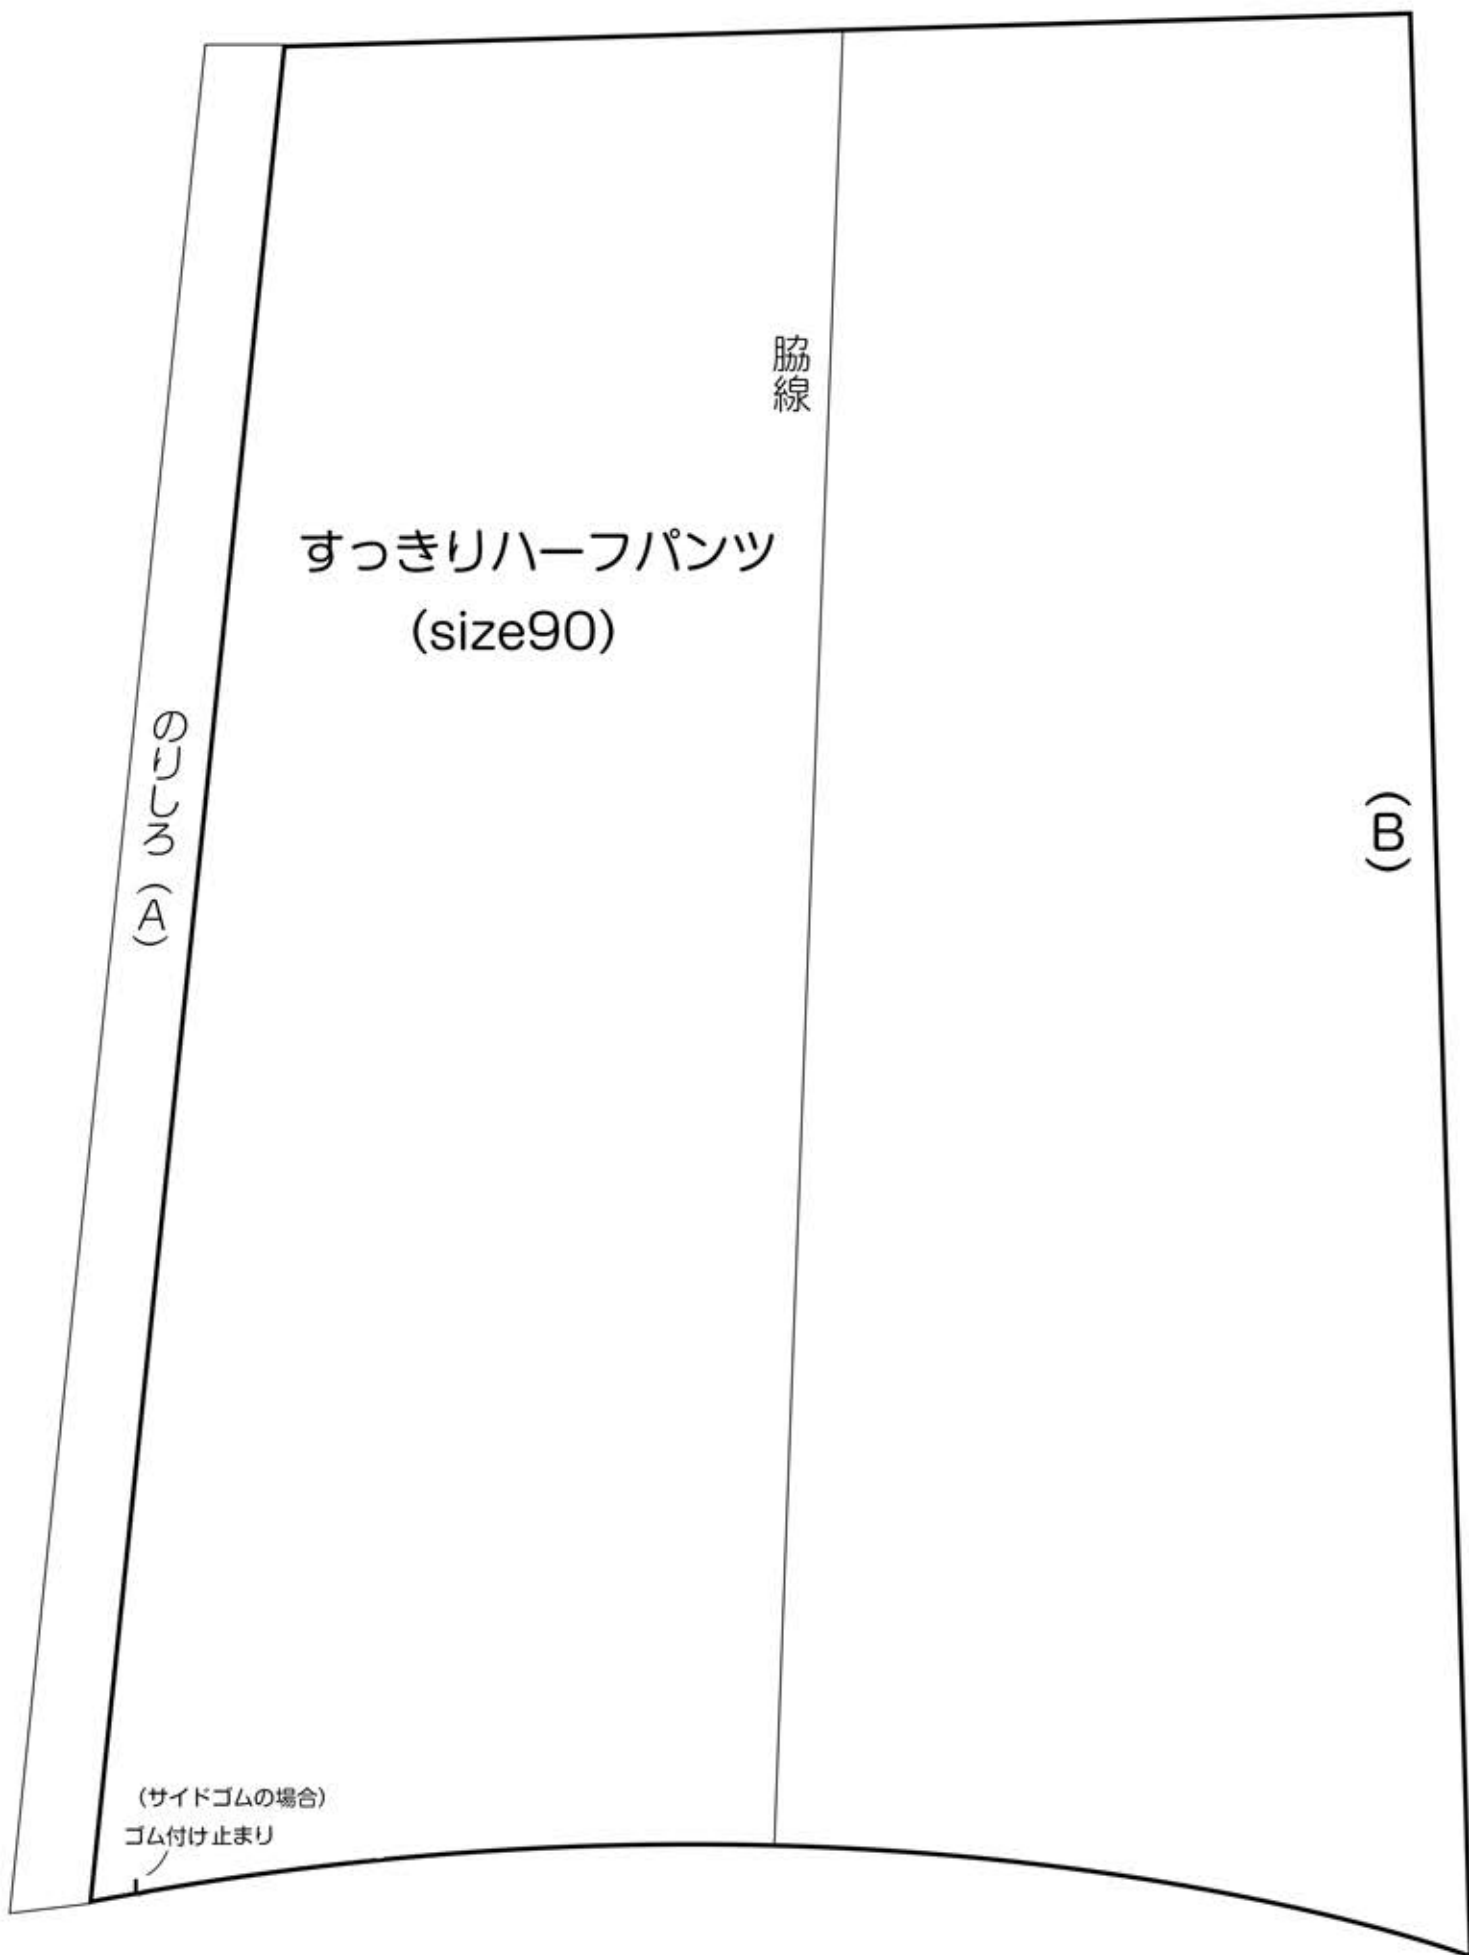 脇線
すっきりハーフパンツ
(size90)
のりしろ(A)
(B)
(サイドゴムの場合)
ゴム付け止まり